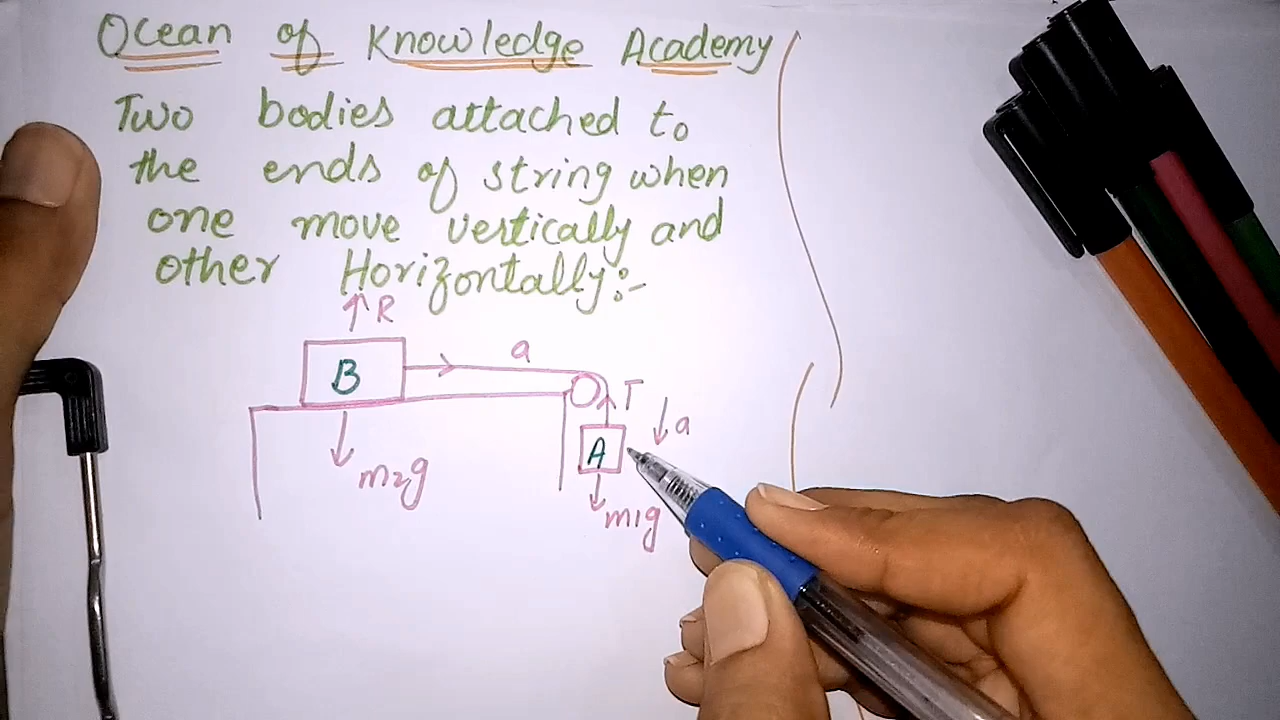 Ocean of Knowledge Academy
Two bodies attached to
the ends of string when
one move vertically and
other Horizontally:-
R
B
a
T
A
a
m2g
m1g